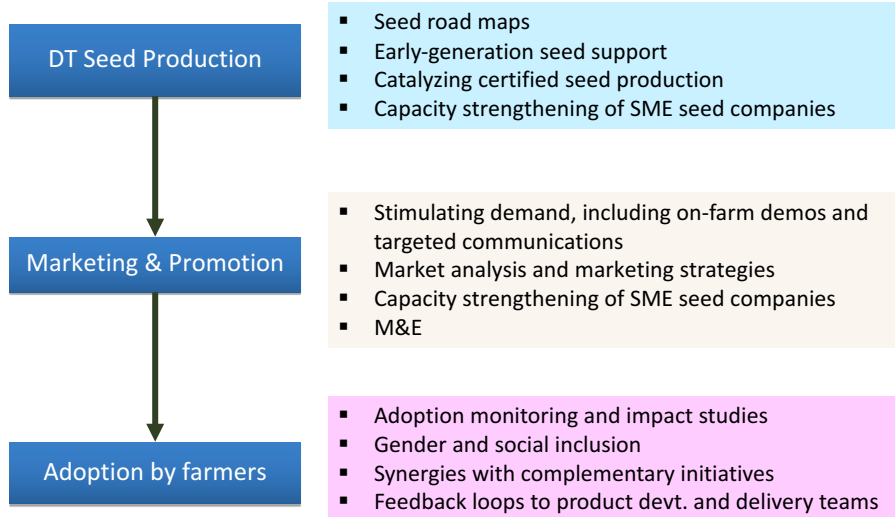 DT Seed Production
▪ Seed road maps
▪ Early-generation seed support
▪ Catalyzing certified seed production
▪ Capacity strengthening of SME seed companies
Marketing & Promotion
▪ Stimulating demand, including on-farm demos and
targeted communications
▪ Market analysis and marketing strategies
▪ Capacity strengthening of SME seed companies
▪ M&E
Adoption by farmers
▪ Adoption monitoring and impact studies
▪ Gender and social inclusion
▪ Synergies with complementary initiatives
▪ Feedback loops to product devt. and delivery teams